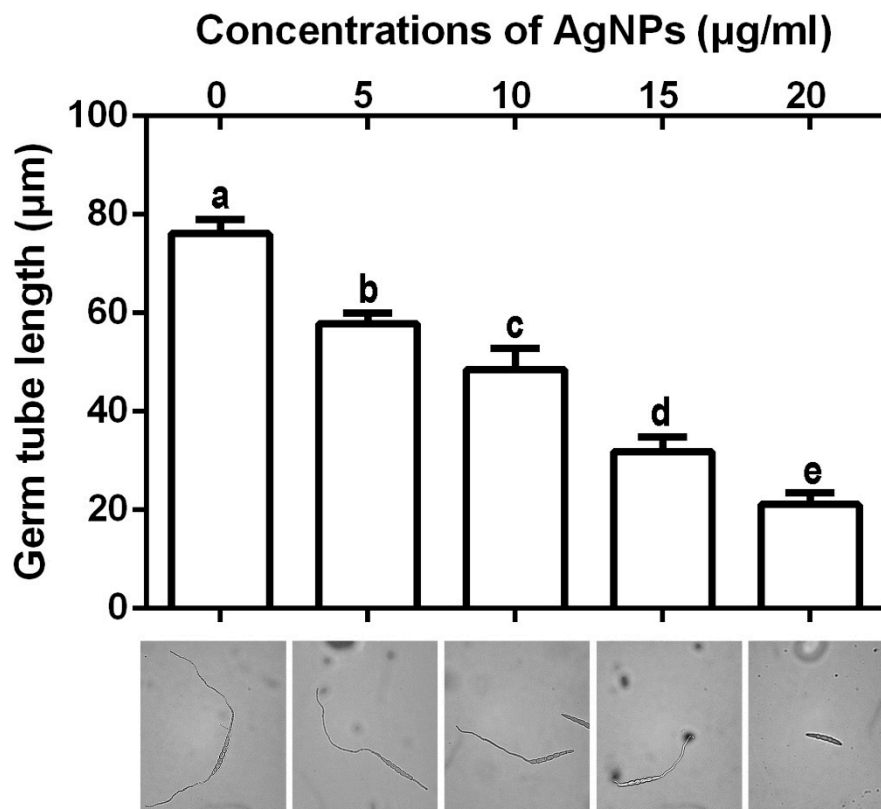 Concentrations of AgNPs (µg/ml)
0 5 10 15 20
Germ tube length (µm)
100
80
60
40
20
0
a
b
c
d
e